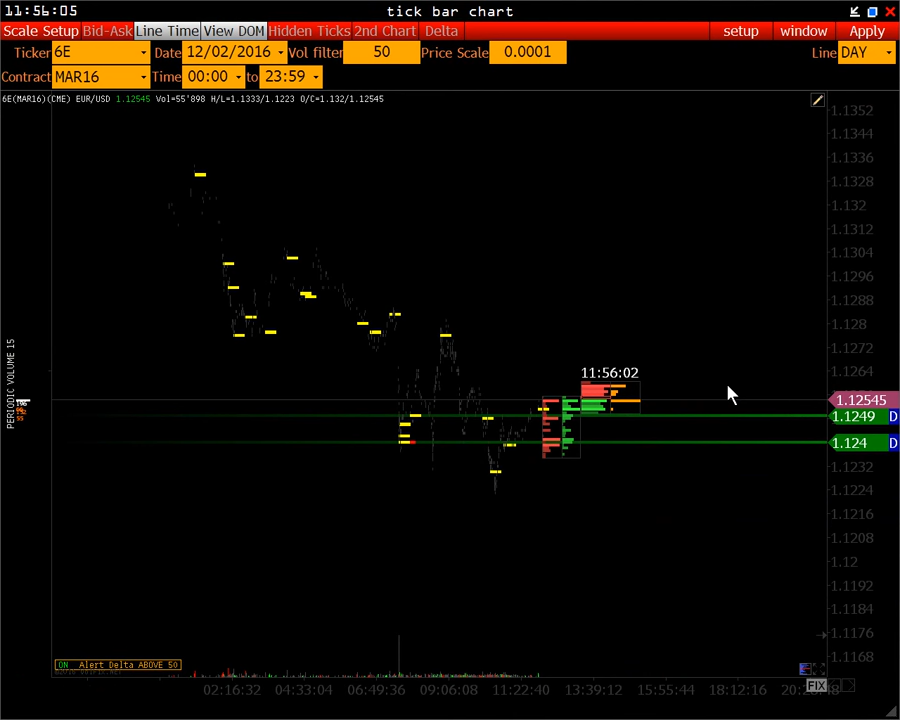 11:56:05 tick bar chart
Scale Setup Bid-Ask Line Time View DOM Hidden Ticks 2nd Chart Delta setup window Apply
Ticker 6E Date 12/02/2016 Vol filter 50 Price Scale 0.0001 Line DAY
Contract MAR16 Time 00:00 to 23:59
6E(MAR16)(CME) EUR/USD 1.12545 Vol=55'898 H/L=1.1333/1.1223 O/C=1.132/1.12545
1.1352
1.1344
1.1336
1.1328
1.132
1.1312
1.1304
1.1296
1.1288
1.128
1.1272
11:56:02
1.1264
1.12545
1.1249 D
1.124 D
PERIODIC VOLUME 15
1.1232
1.1224
1.1216
1.1208
1.12
1.1192
1.1184
1.1176
1.1168
ON Alert Delta ABOVE 50
FIX
02:16:32 04:33:04 06:49:36 09:06:08 11:22:40 13:39:12 15:55:44 18:12:16